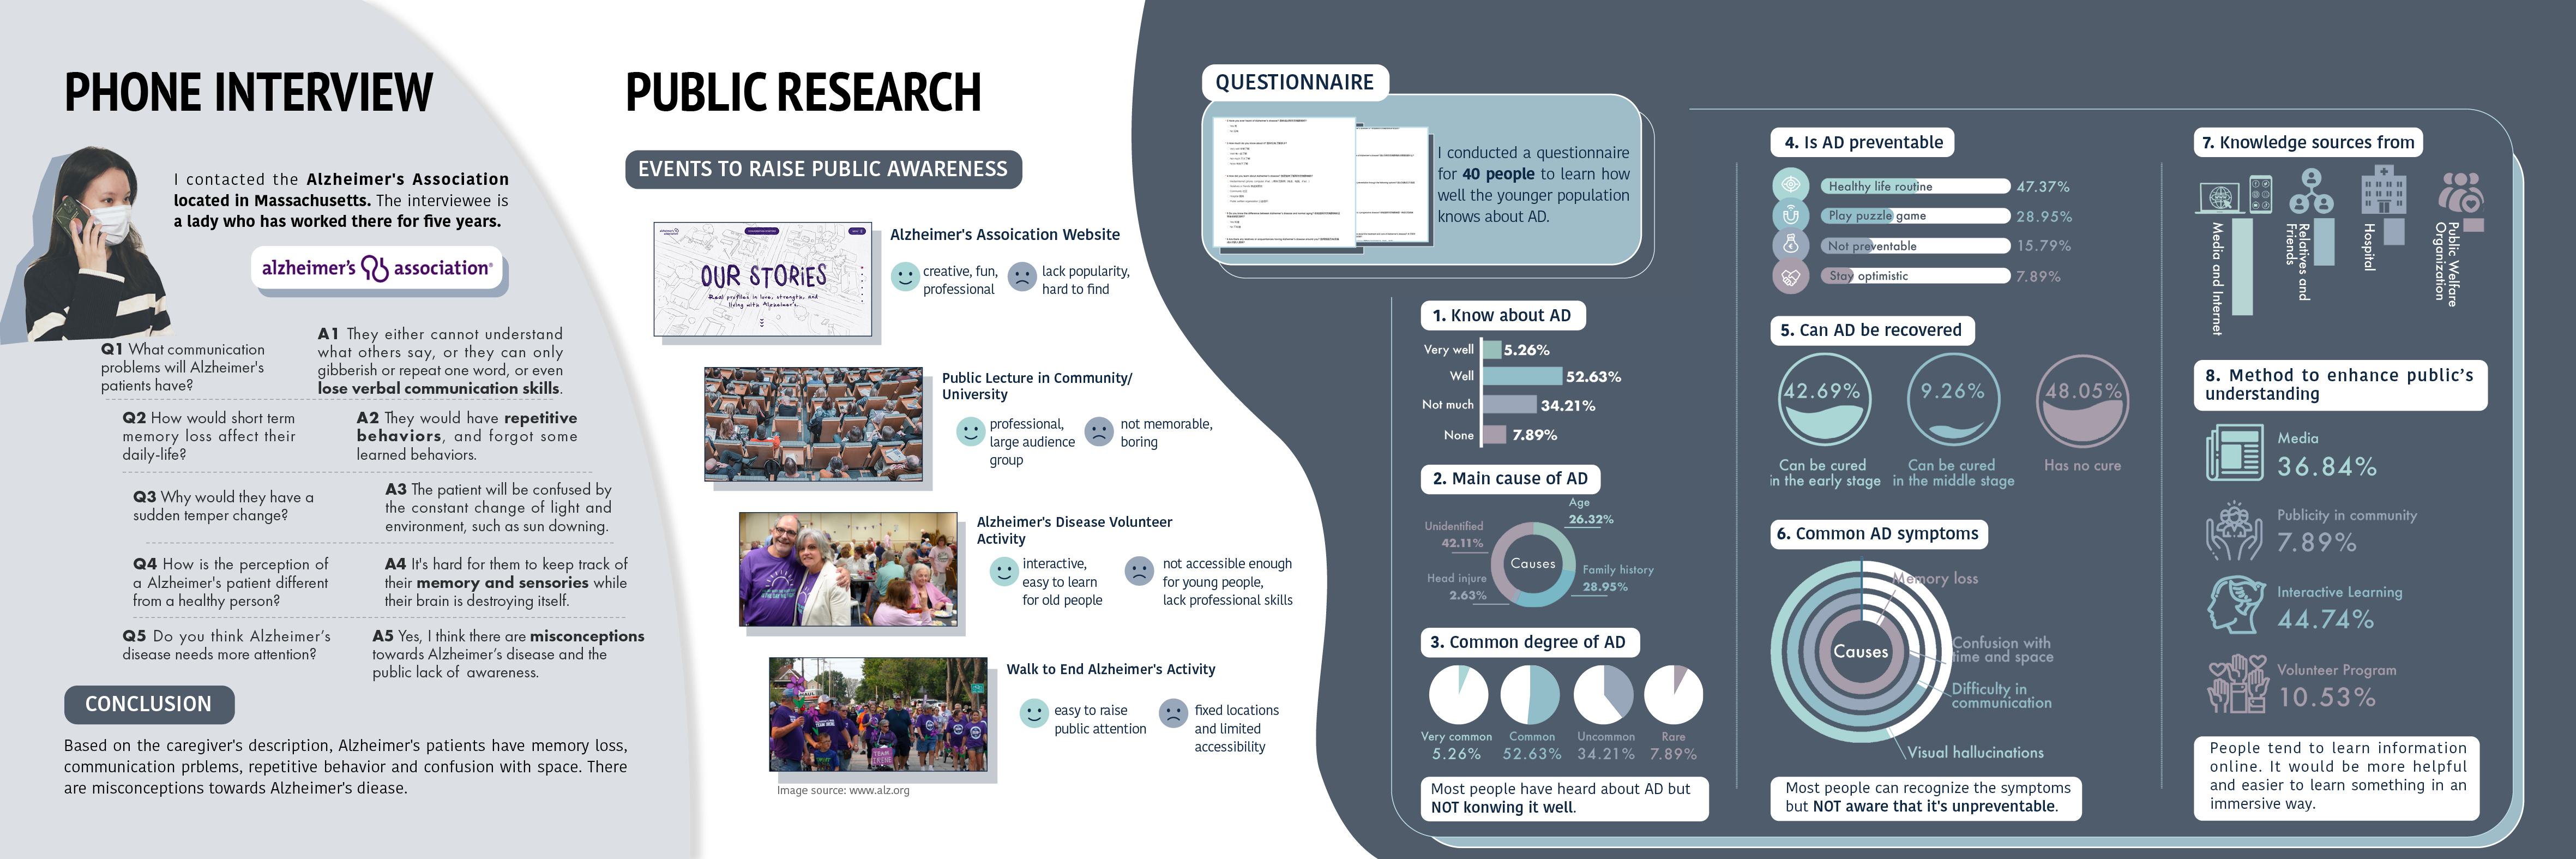 PHONE INTERVIEW
I contacted the Alzheimer's Association
located in Massachusetts. The interviewee is
a lady who has worked there for five years.
alzheimer's association®
Q1 What communication
problems will Alzheimer's
patients have?
A1 They either cannot understand
what others say, or they can only
gibberish or repeat one word, or even
lose verbal communication skills.
Q2 How would short term
memory loss affect their
daily-life?
A2 They would have repetitive
behaviors, and forgot some
learned behaviors.
Q3 Why would they have a
sudden temper change?
A3 The patient will be confused by
the constant change of light and
environment, such as sun downing.
Q4 How is the perception of
a Alzheimer's patient different
from a healthy person?
A4 It's hard for them to keep track of
their memory and sensories while
their brain is destroying itself.
Q5 Do you think Alzheimer's
disease needs more attention?
A5 Yes, I think there are misconceptions
towards Alzheimer's disease and the
public lack of awareness.
CONCLUSION
Based on the caregiver's description, Alzheimer's patients have memory loss,
communication prblems, repetitive behavior and confusion with space. There
are misconceptions towards Alzheimer's diease.
PUBLIC RESEARCH
EVENTS TO RAISE PUBLIC AWARENESS
OUR STORIES
Real profiles in love, strength, and
living with Alzheimer's.
Alzheimer's Assoication Website
creative, fun,
professional
lack popularity,
hard to find
Public Lecture in Community/
University
professional,
large audience
group
not memorable,
boring
Alzheimer's Disease Volunteer
Activity
interactive,
easy to learn
for old people
not accessible enough
for young people,
lack professional skills
Walk to End Alzheimer's Activity
easy to raise
public attention
fixed locations
and limited
accessibility
Image source: www.alz.org
QUESTIONNAIRE
I conducted a questionnaire
for 40 people to learn how
well the younger population
knows about AD.
1. Know about AD
Very well 5.26%
Well 52.63%
Not much 34.21%
None 7.89%
2. Main cause of AD
Age
26.32%
Unidentified
42.11%
Causes
Family history
28.95%
Head injure
2.63%
3. Common degree of AD
Very common
5.26%
Common
52.63%
Uncommon
34.21%
Rare
7.89%
Most people have heard about AD but
NOT konwing it well.
4. Is AD preventable
Healthy life routine 47.37%
Play puzzle game 28.95%
Not preventable 15.79%
Stay optimistic 7.89%
5. Can AD be recovered
42.69%
Can be cured
in the early stage
9.26%
Can be cured
in the middle stage
48.05%
Has no cure
6. Common AD symptoms
Causes
Memory loss
Confusion with
time and space
Difficulty in
communication
Visual hallucinations
Most people can recognize the symptoms
but NOT aware that it's unpreventable.
7. Knowledge sources from
Media and Internet
Relatives and
Friends
Hospital
Public Welfare
Organization
8. Method to enhance public's
understanding
Media
36.84%
Publicity in community
7.89%
Interactive Learning
44.74%
Volunteer Program
10.53%
People tend to learn information
online. It would be more helpful
and easier to learn something in an
immersive way.